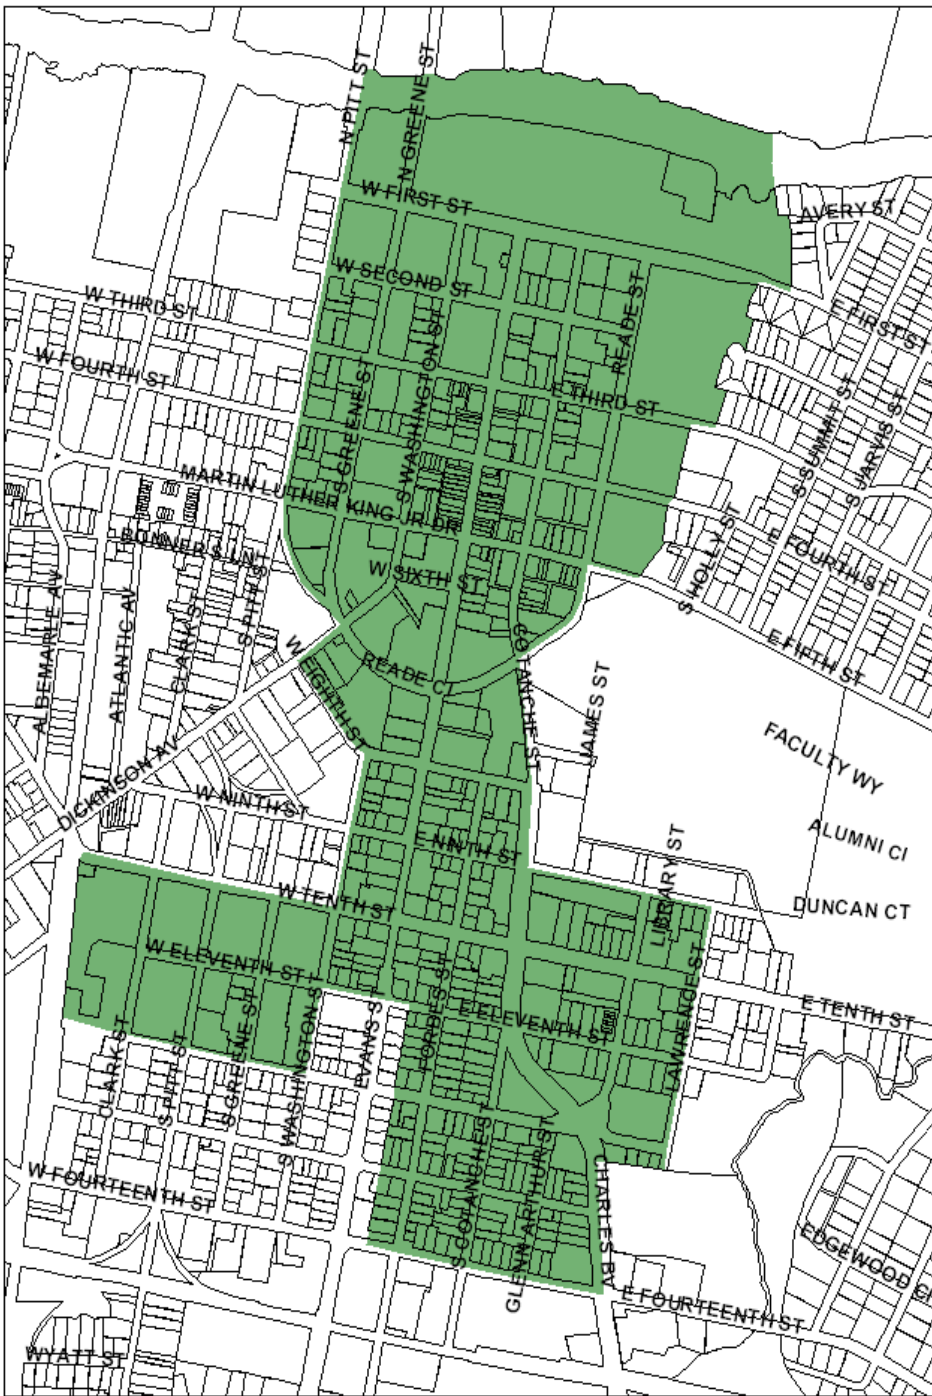 N PITT ST
N GREENE ST
W FIRST ST
AVERY ST
W SECOND ST
W THIRD ST
READE ST
E FIRST ST
W FOURTH ST
S GREENE ST
S WASHINGTON ST
E THIRD ST
S SUMMIT ST
S JARVIS ST
MARTIN LUTHER KING JR DR
BONNER S LN
W SIXTH ST
S HOLLY ST
E FOURTH ST
ALBEMARLE AV
ATLANTIC AV
CLARK ST
S PITT ST
W EIGHTH ST
READE CI
COTANCHE ST
JAMES ST
E FIFTH ST
FACULTY WY
DICKINSON AV
W NINTH ST
E NINTH ST
ALUMNI CI
W TENTH ST
LIBRARY ST
DUNCAN CT
W ELEVENTH ST
FORBES ST
E ELEVENTH ST
LAWRENCE ST
E TENTH ST
CLARK ST
S PITT ST
S GREENE ST
S WASHINGTON S
EVANS ST
S COTANCHE ST
GLENN ARTHUR ST
CHARLES BV
W FOURTEENTH ST
EDGEWOOD CI
E FOURTEENTH ST
WYATT ST